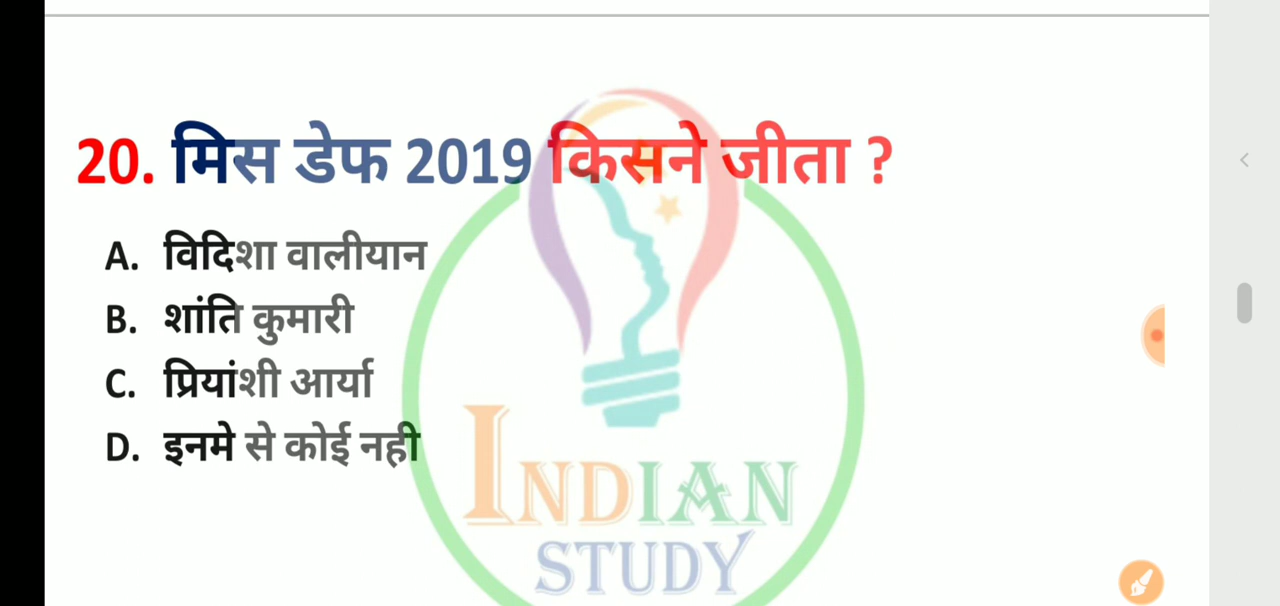 20. मिस डेफ 2019 किसने जीता ?
A. विदिशा वालीयान
B. शांति कुमारी
C. प्रियांशी आर्या
D. इनमे से कोई नही
INDIAN
STUDY